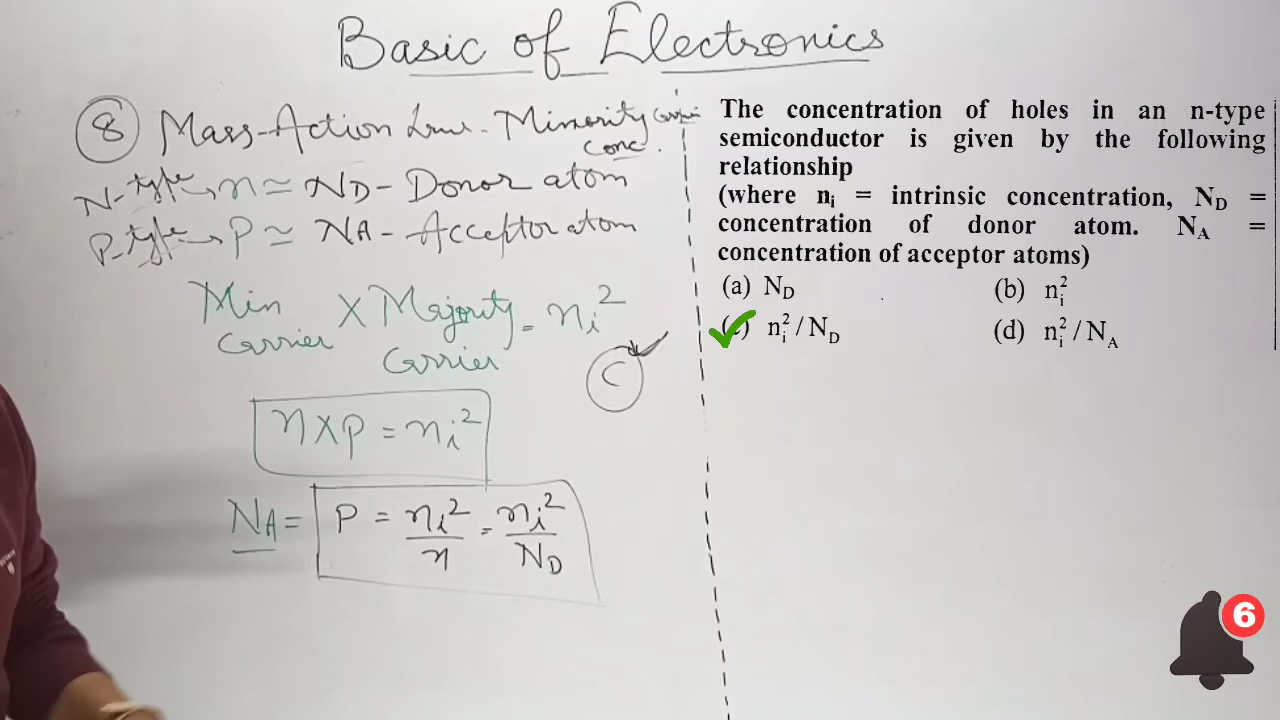 Basic of Electronics
8 Mass-Action Law - Minority Carrier
Conc.
N-type → n ≃ ND - Donor atom
P-type → P ≃ NA - Acceptor atom
Min Carrier X Majority Carrier = ni²
C
n X p = ni²
NA = P = ni²/n = ni²/ND
The concentration of holes in an n-type
semiconductor is given by the following
relationship
(where ni = intrinsic concentration, ND =
concentration of donor atom. NA =
concentration of acceptor atoms)
(a) ND (b) ni²
(c) ni² / ND (d) ni² / NA
6